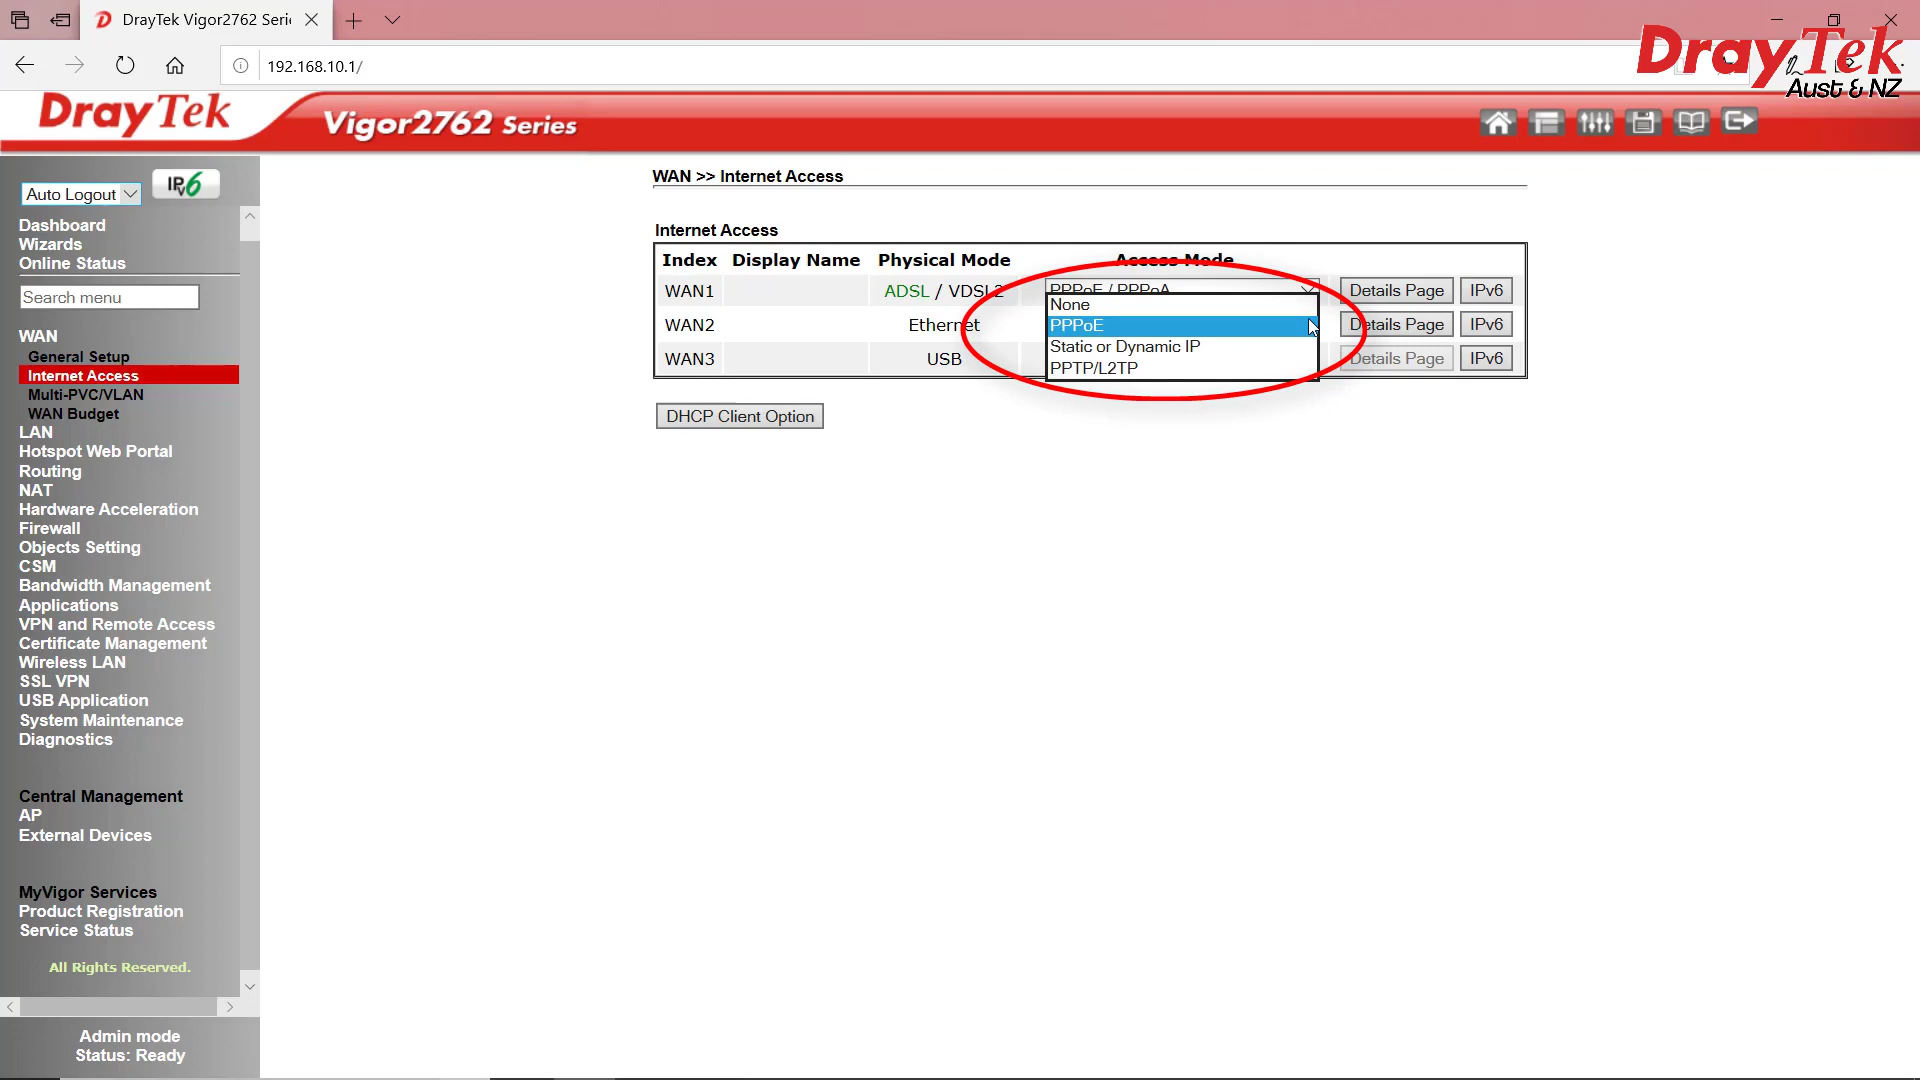 DrayTek Vigor2762 Seri
192.168.10.1/
DrayTek
Aust & NZ
DrayTek
Vigor2762 Series
Auto Logout
IPv6
Dashboard
Wizards
Online Status
Search menu
WAN
General Setup
Internet Access
Multi-PVC/VLAN
WAN Budget
LAN
Hotspot Web Portal
Routing
NAT
Hardware Acceleration
Firewall
Objects Setting
CSM
Bandwidth Management
Applications
VPN and Remote Access
Certificate Management
Wireless LAN
SSL VPN
USB Application
System Maintenance
Diagnostics
Central Management
AP
External Devices
MyVigor Services
Product Registration
Service Status
All Rights Reserved.
Admin mode
Status: Ready
WAN >> Internet Access
Internet Access
Index Display Name Physical Mode Access Mode
WAN1 ADSL / VDSL2 PPPoE / PPPoA Details Page IPv6
None
WAN2 Ethernet PPPoE Details Page IPv6
Static or Dynamic IP
WAN3 USB Details Page IPv6
PPTP/L2TP
DHCP Client Option